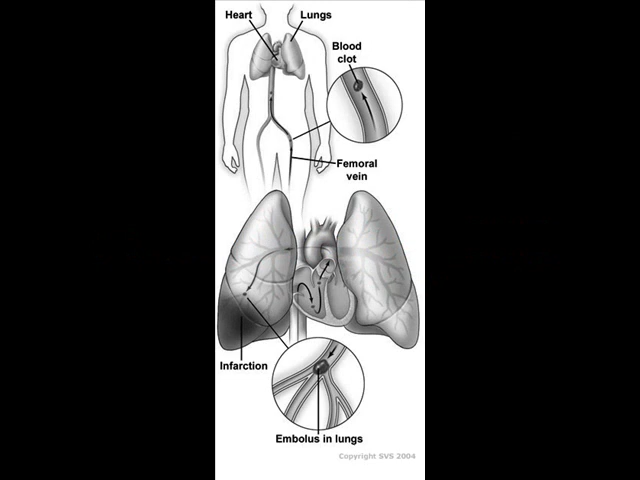 Heart
Lungs
Blood
clot
Femoral
vein
Infarction
Embolus in lungs
Copyright SVS 2004